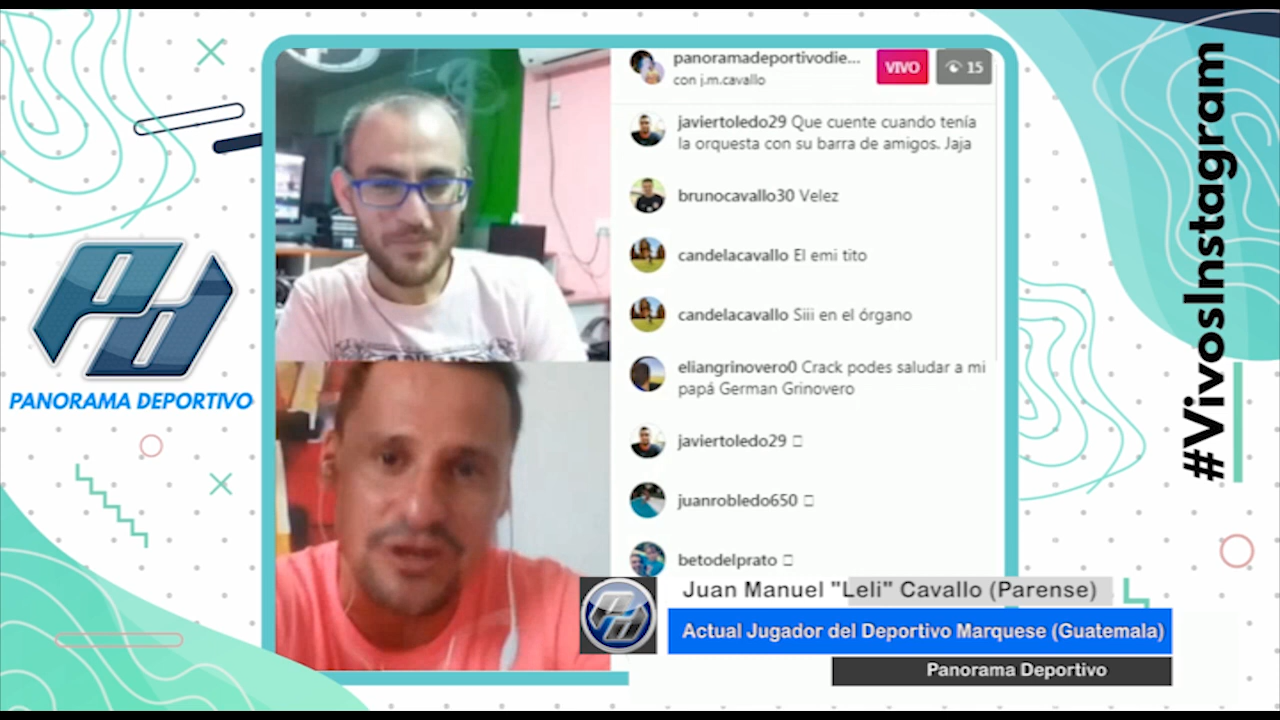 panoramadeportivodie...
con j.m.cavallo
VIVO
15
javiertoledo29 Que cuente cuando tenía
la orquesta con su barra de amigos. Jaja
brunocavallo30 Velez
candelacavallo El emi tito
candelacavallo Siii en el órgano
eliangrinovero0 Crack podes saludar a mi
papá German Grinovero
javiertoledo29
juanrobledo650
betodelprato
PD
PANORAMA DEPORTIVO
#VivosInstagram
Juan Manuel "Leli" Cavallo (Parense)
Actual Jugador del Deportivo Marquese (Guatemala)
Panorama Deportivo